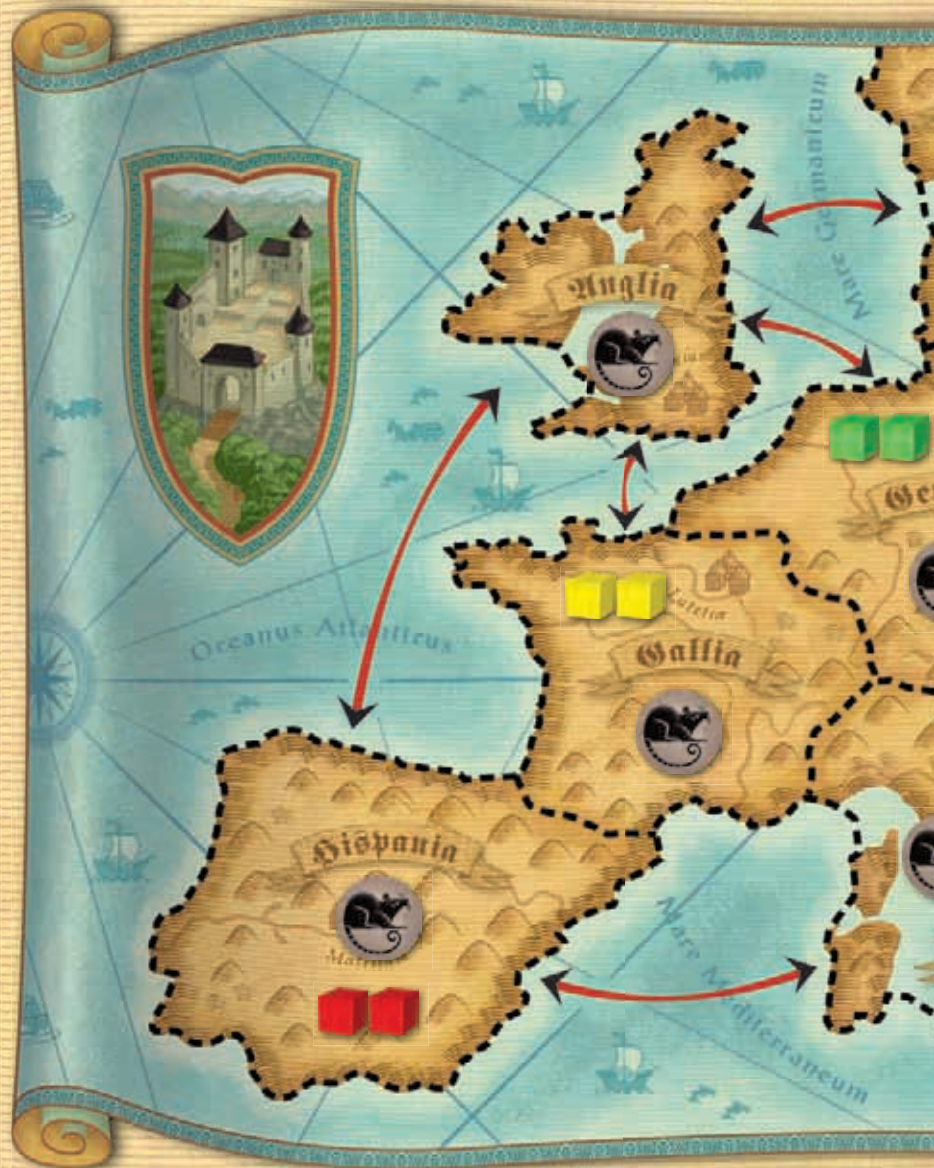 Mare Germanicum
Anglia
Lutetia
Gallia
Oceanus Atlanticus
Hispania
Mare Mediterraneum